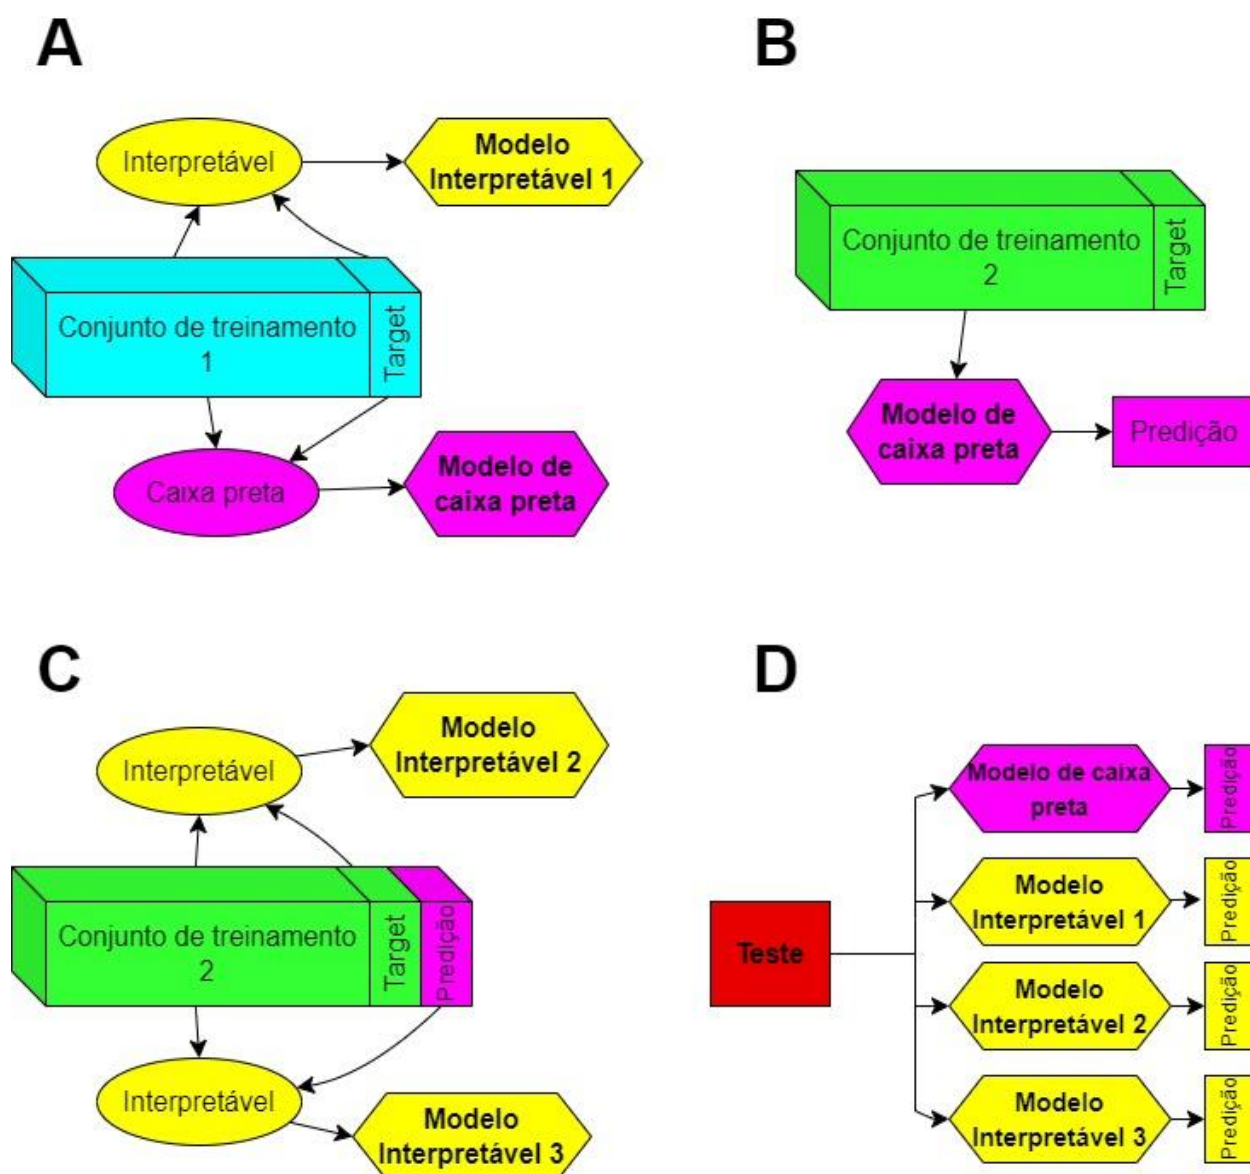 A
Interpretável
Modelo
Interpretável 1
Conjunto de treinamento
1
Target
Caixa preta
Modelo de
caixa preta
B
Conjunto de treinamento
2
Target
Modelo de
caixa preta
Predição
C
Interpretável
Modelo
Interpretável 2
Conjunto de treinamento
2
Target
Predição
Interpretável
Modelo
Interpretável 3
D
Teste
Modelo de caixa
preta
Predição
Modelo
Interpretável 1
Predição
Modelo
Interpretável 2
Predição
Modelo
Interpretável 3
Predição